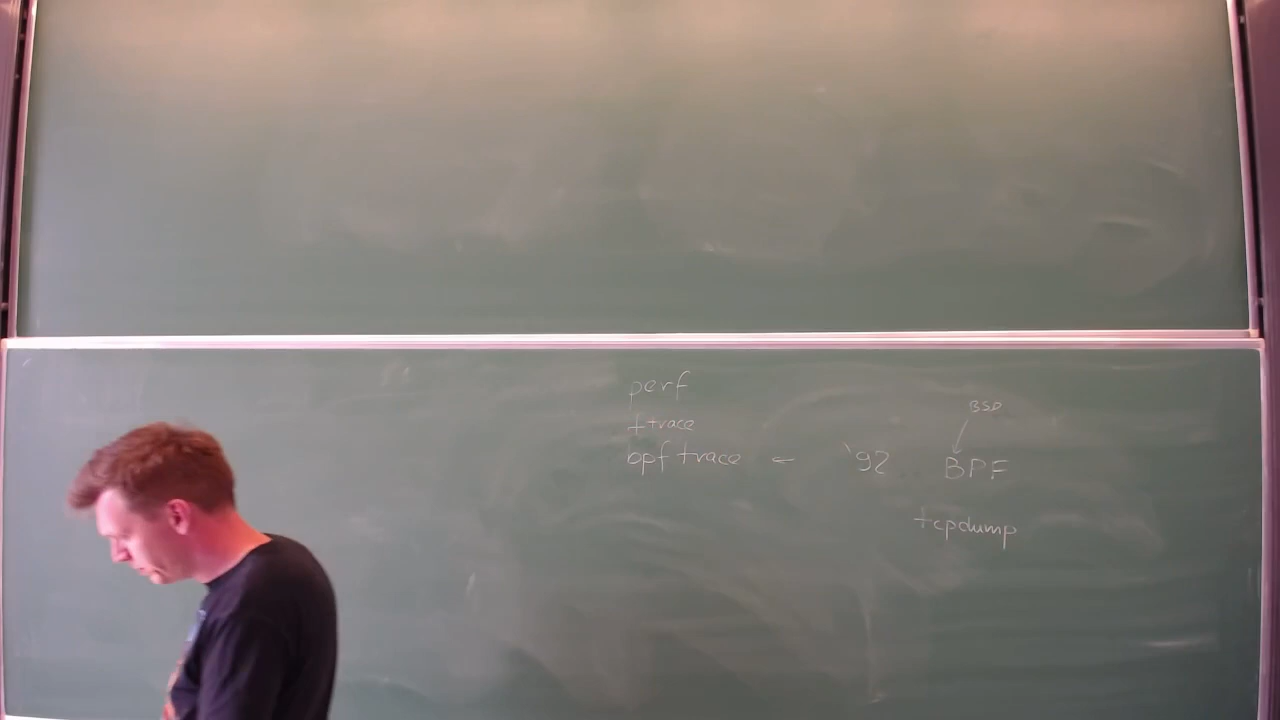 perf
ftrace
bpftrace ← '92 BPF
BSD
tcpdump